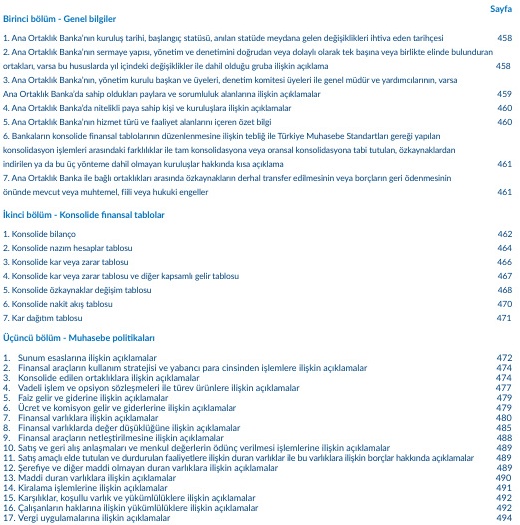 Sayfa
Birinci bölüm - Genel bilgiler
1. Ana Ortaklık Banka'nın kuruluş tarihi, başlangıç statüsü, anılan statüde meydana gelen değişiklikleri ihtiva eden tarihçesi 458
2. Ana Ortaklık Banka'nın sermaye yapısı, yönetim ve denetimini doğrudan veya dolaylı olarak tek başına veya birlikte elinde bulunduran
ortakları, varsa bu hususlarda yıl içindeki değişiklikler ile dahil olduğu gruba ilişkin açıklama 458
3. Ana Ortaklık Banka'nın, yönetim kurulu başkan ve üyeleri, denetim komitesi üyeleri ile genel müdür ve yardımcılarının, varsa
Ana Ortaklık Banka'da sahip oldukları paylara ve sorumluluk alanlarına ilişkin açıklamalar 459
4. Ana Ortaklık Banka'da nitelikli paya sahip kişi ve kuruluşlara ilişkin açıklamalar 460
5. Ana Ortaklık Banka'nın hizmet türü ve faaliyet alanlarını içeren özet bilgi 460
6. Bankaların konsolide finansal tablolarının düzenlenmesine ilişkin tebliğ ile Türkiye Muhasebe Standartları gereği yapılan
konsolidasyon işlemleri arasındaki farklılıklar ile tam konsolidasyona veya oransal konsolidasyona tabi tutulan, özkaynaklardan
indirilen ya da bu üç yönteme dahil olmayan kuruluşlar hakkında kısa açıklama 461
7. Ana Ortaklık Banka ile bağlı ortaklıkları arasında özkaynakların derhal transfer edilmesinin veya borçların geri ödenmesinin
önünde mevcut veya muhtemel, fiili veya hukuki engeller 461
İkinci bölüm - Konsolide finansal tablolar
1. Konsolide bilanço 462
2. Konsolide nazım hesaplar tablosu 464
3. Konsolide kar veya zarar tablosu 466
4. Konsolide kar veya zarar tablosu ve diğer kapsamlı gelir tablosu 467
5. Konsolide özkaynaklar değişim tablosu 468
6. Konsolide nakit akış tablosu 470
7. Kar dağıtım tablosu 471
Üçüncü bölüm - Muhasebe politikaları
1. Sunum esaslarına ilişkin açıklamalar 472
2. Finansal araçların kullanım stratejisi ve yabancı para cinsinden işlemlere ilişkin açıklamalar 474
3. Konsolide edilen ortaklıklara ilişkin açıklamalar 474
4. Vadeli işlem ve opsiyon sözleşmeleri ile türev ürünlere ilişkin açıklamalar 477
5. Faiz gelir ve giderine ilişkin açıklamalar 479
6. Ücret ve komisyon gelir ve giderlerine ilişkin açıklamalar 479
7. Finansal varlıklara ilişkin açıklamalar 480
8. Finansal varlıklarda değer düşüklüğüne ilişkin açıklamalar 485
9. Finansal araçların netleştirilmesine ilişkin açıklamalar 488
10. Satış ve geri alış anlaşmaları ve menkul değerlerin ödünç verilmesi işlemlerine ilişkin açıklamalar 489
11. Satış amaçlı elde tutulan ve durdurulan faaliyetlere ilişkin duran varlıklar ile bu varlıklara ilişkin borçlar hakkında açıklamalar 489
12. Şerefiye ve diğer maddi olmayan duran varlıklara ilişkin açıklamalar 489
13. Maddi duran varlıklara ilişkin açıklamalar 490
14. Kiralama işlemlerine ilişkin açıklamalar 491
15. Karşılıklar, koşullu varlık ve yükümlülüklere ilişkin açıklamalar 492
16. Çalışanların haklarına ilişkin yükümlülüklere ilişkin açıklamalar 492
17. Vergi uygulamalarına ilişkin açıklamalar 494